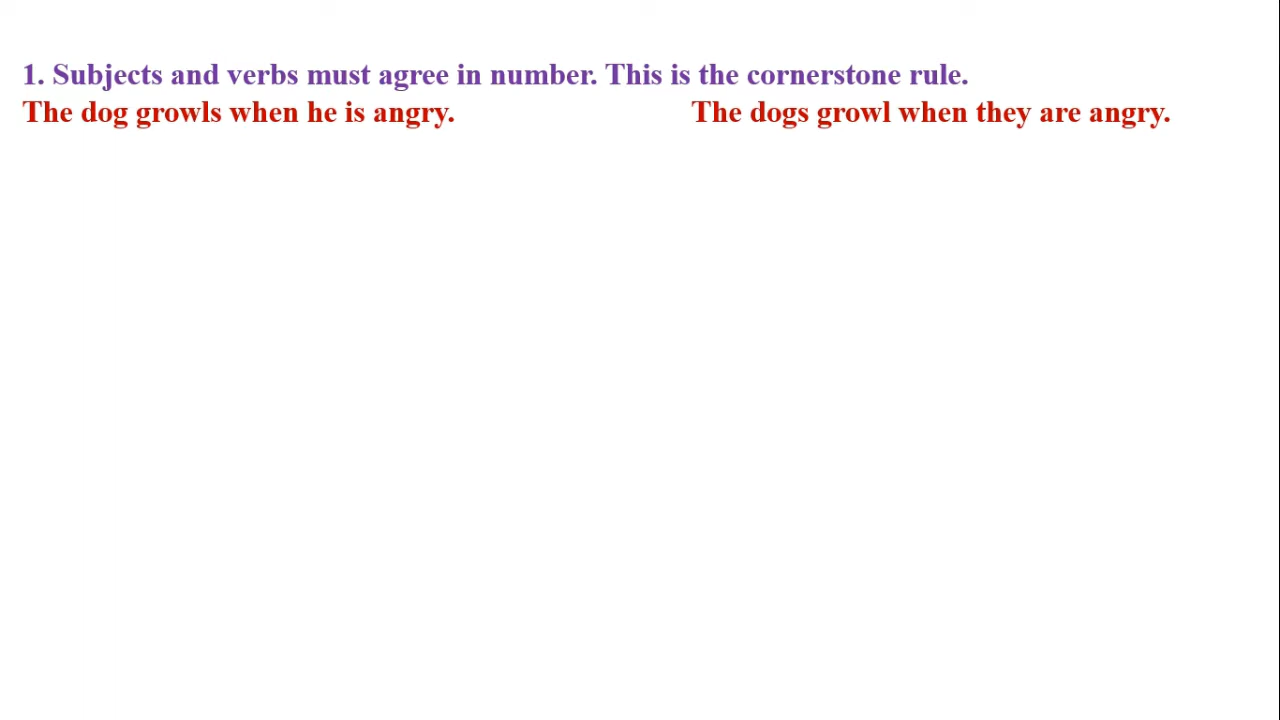 1. Subjects and verbs must agree in number. This is the cornerstone rule.
The dog growls when he is angry. The dogs growl when they are angry.